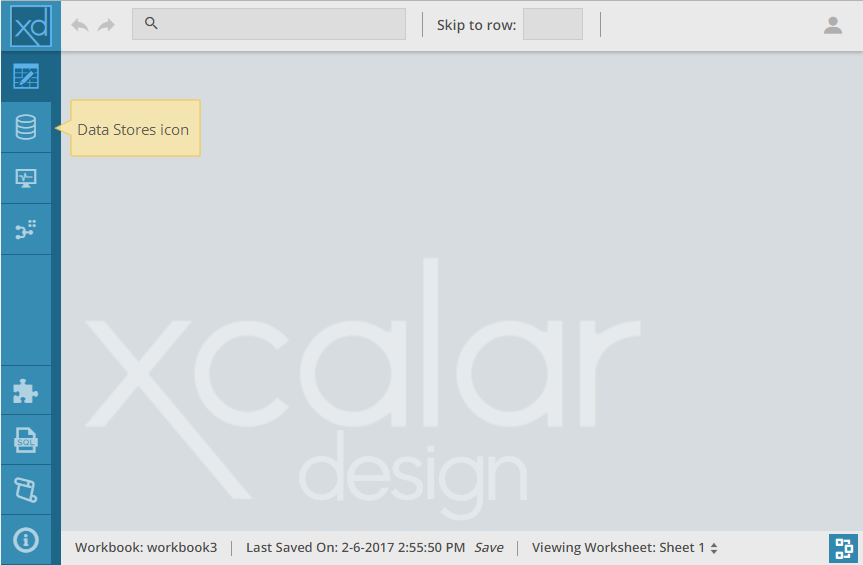 xd
Skip to row:
Data Stores icon
xcalar
design
SQL
Workbook: workbook3 | Last Saved On: 2-6-2017 2:55:50 PM Save | Viewing Worksheet: Sheet 1